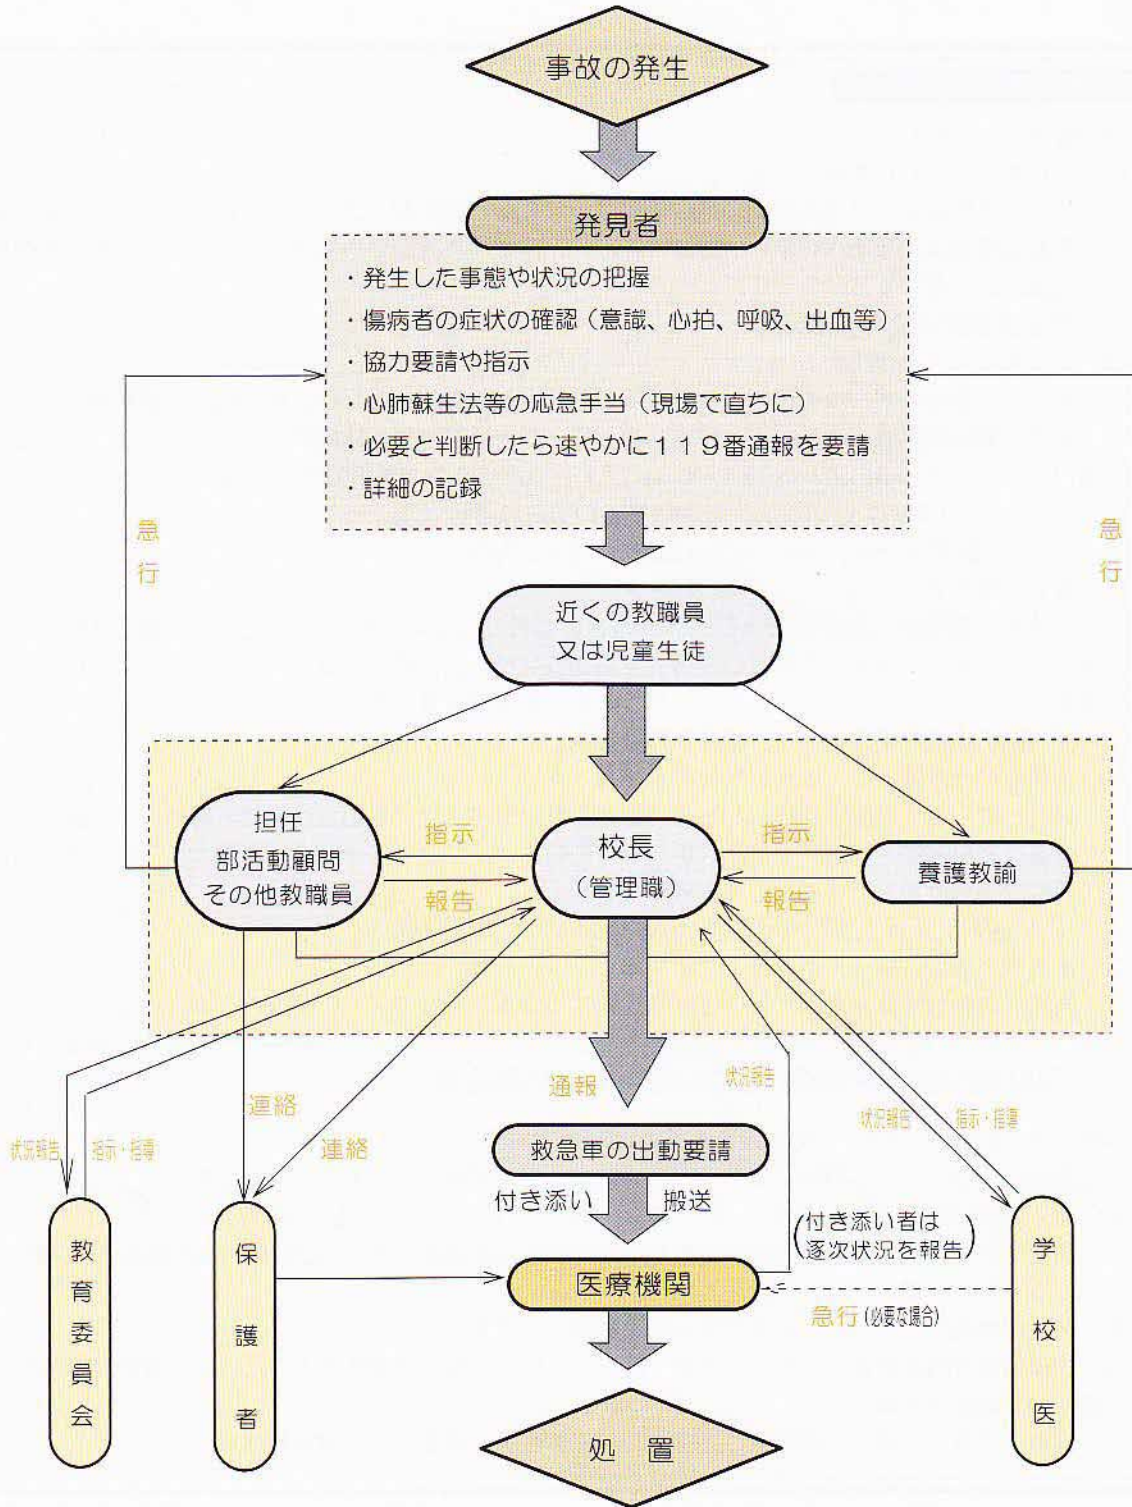 事故の発生
発見者
・発生した事態や状況の把握
・傷病者の症状の確認（意識、心拍、呼吸、出血等）
・協力要請や指示
・心肺蘇生法等の応急手当（現場で直ちに）
・必要と判断したら速やかに１１９番通報を要請
・詳細の記録
急行
急行
近くの教職員
又は児童生徒
担任
部活動顧問
その他教職員
指示
報告
校長
（管理職）
指示
報告
養護教諭
状況報告
指示・指導
連絡
連絡
通報
状況報告
状況報告
指示・指導
救急車の出動要請
付き添い
搬送
(付き添い者は
逐次状況を報告)
教育委員会
保護者
医療機関
急行(必要な場合)
学校医
処置